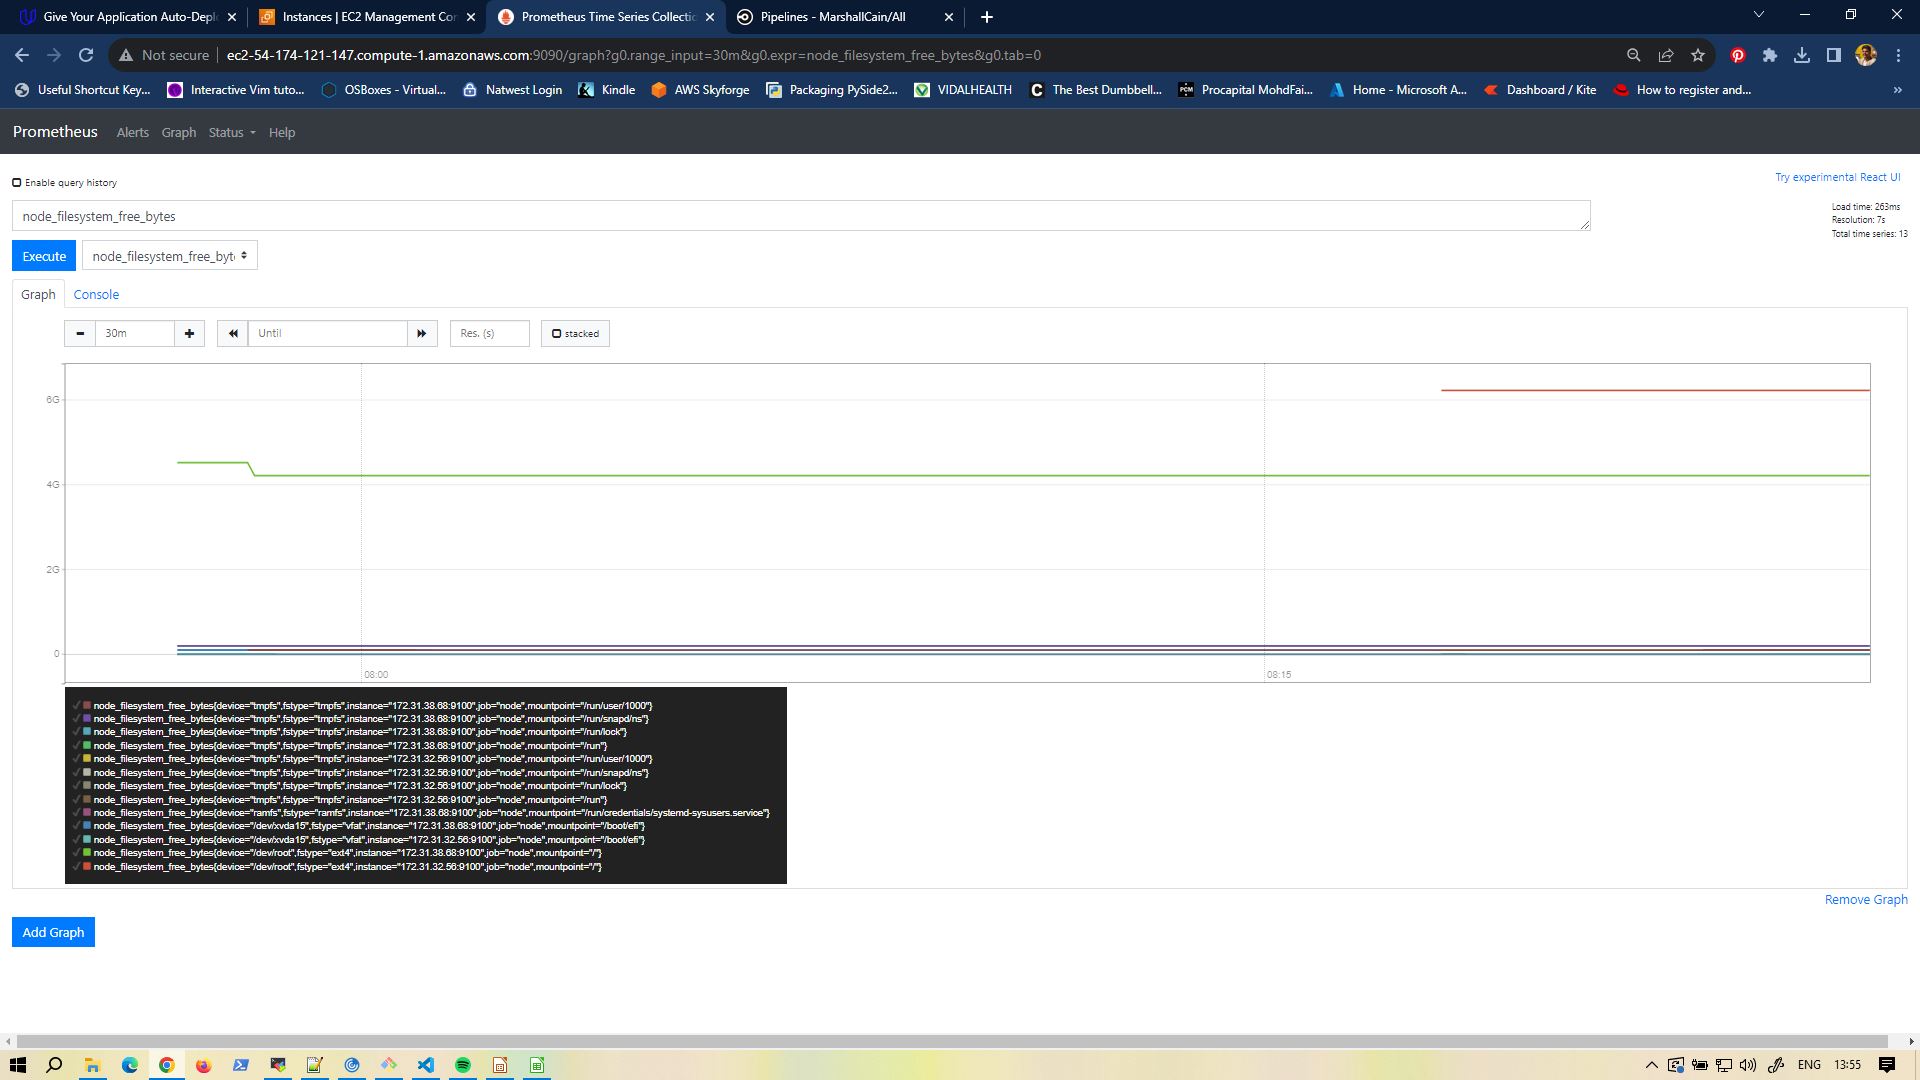 Give Your Application Auto-Deplo
Instances | EC2 Management Con
Prometheus Time Series Collectio
Pipelines - MarshallCain/All
Not secure
ec2-54-174-121-147.compute-1.amazonaws.com:9090/graph?g0.range_input=30m&g0.expr=node_filesystem_free_bytes&g0.tab=0
Useful Shortcut Key...
Interactive Vim tuto...
OSBoxes - Virtual...
Natwest Login
Kindle
AWS Skyforge
Packaging PySide2...
VIDALHEALTH
The Best Dumbbell...
Procapital MohdFai...
Home - Microsoft A...
Dashboard / Kite
How to register and...
»
Prometheus
Alerts
Graph
Status
Help
Enable query history
Try experimental React UI
node_filesystem_free_bytes
Load time: 263ms
Resolution: 7s
Total time series: 13
Execute
node_filesystem_free_byt
Graph
Console
30m
Until
Res. (s)
stacked
6G
4G
2G
0
08:00
08:15
node_filesystem_free_bytes{device="tmpfs",fstype="tmpfs",instance="172.31.38.68:9100",job="node",mountpoint="/run/user/1000"}
node_filesystem_free_bytes{device="tmpfs",fstype="tmpfs",instance="172.31.38.68:9100",job="node",mountpoint="/run/snapd/ns"}
node_filesystem_free_bytes{device="tmpfs",fstype="tmpfs",instance="172.31.38.68:9100",job="node",mountpoint="/run/lock"}
node_filesystem_free_bytes{device="tmpfs",fstype="tmpfs",instance="172.31.38.68:9100",job="node",mountpoint="/run"}
node_filesystem_free_bytes{device="tmpfs",fstype="tmpfs",instance="172.31.32.56:9100",job="node",mountpoint="/run/user/1000"}
node_filesystem_free_bytes{device="tmpfs",fstype="tmpfs",instance="172.31.32.56:9100",job="node",mountpoint="/run/snapd/ns"}
node_filesystem_free_bytes{device="tmpfs",fstype="tmpfs",instance="172.31.32.56:9100",job="node",mountpoint="/run/lock"}
node_filesystem_free_bytes{device="tmpfs",fstype="tmpfs",instance="172.31.32.56:9100",job="node",mountpoint="/run"}
node_filesystem_free_bytes{device="ramfs",fstype="ramfs",instance="172.31.38.68:9100",job="node",mountpoint="/run/credentials/systemd-sysusers.service"}
node_filesystem_free_bytes{device="/dev/xvda15",fstype="vfat",instance="172.31.38.68:9100",job="node",mountpoint="/boot/efi"}
node_filesystem_free_bytes{device="/dev/xvda15",fstype="vfat",instance="172.31.32.56:9100",job="node",mountpoint="/boot/efi"}
node_filesystem_free_bytes{device="/dev/root",fstype="ext4",instance="172.31.38.68:9100",job="node",mountpoint="/"}
node_filesystem_free_bytes{device="/dev/root",fstype="ext4",instance="172.31.32.56:9100",job="node",mountpoint="/"}
Remove Graph
Add Graph
ENG
13:55